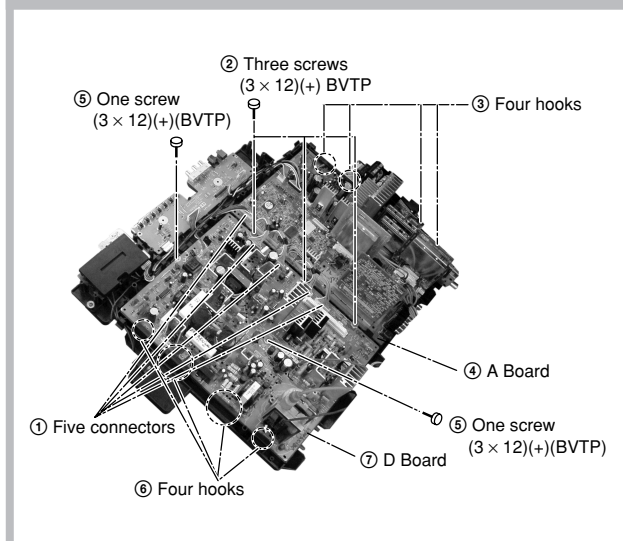 ② Three screws
(3 × 12)(+) BVTP
⑤ One screw
(3 × 12)(+)(BVTP)
③ Four hooks
④ A Board
① Five connectors
⑤ One screw
(3 × 12)(+)(BVTP)
⑦ D Board
⑥ Four hooks